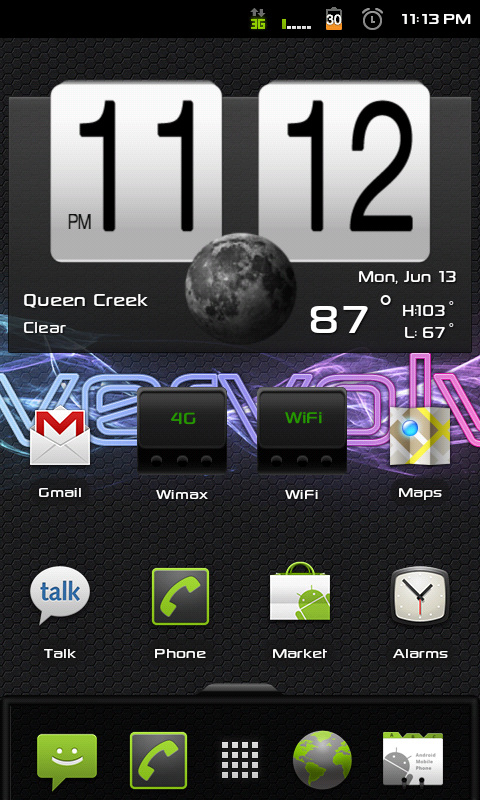 3G 30 11:13 PM
11 12
PM
Mon, Jun 13
Queen Creek
87° H:103°
Clear
L: 67°
4G WiFi
Gmail Wimax WiFi Maps
talk
Talk Phone Market Alarms
Android
Mobile
Phone